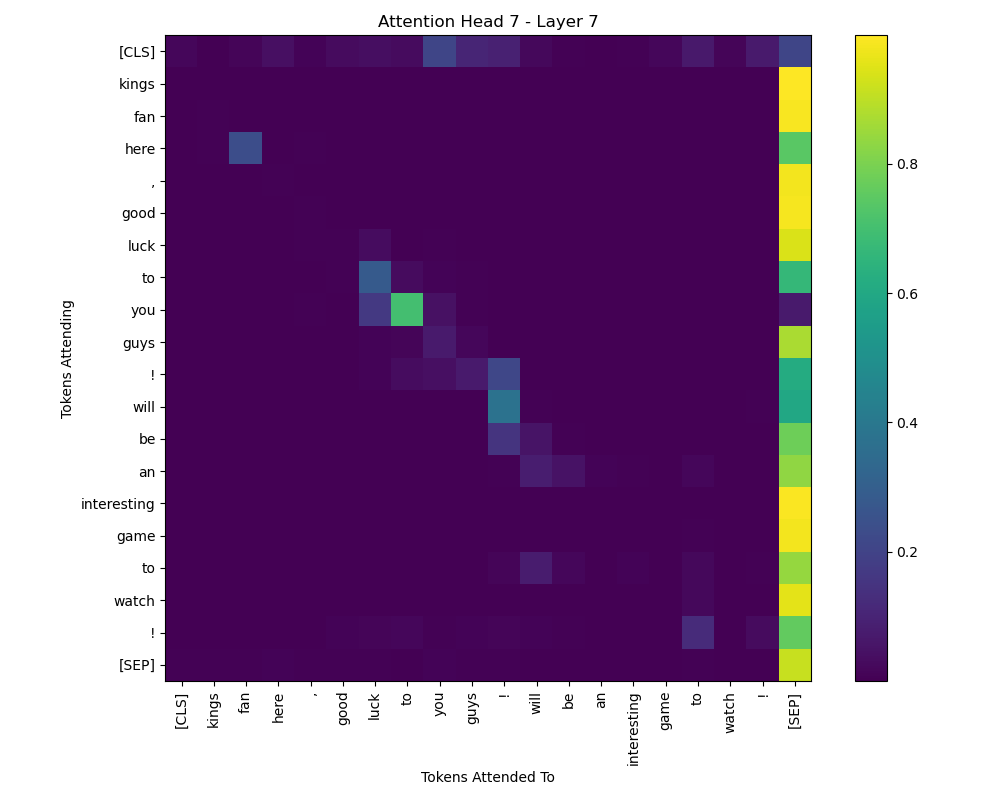 Attention Head 7 - Layer 7
[CLS]
kings
fan
here
,
good
luck
to
you
guys
!
will
be
an
interesting
game
to
watch
!
[SEP]
Tokens Attending
[CLS]
kings
fan
here
,
good
luck
to
you
guys
!
will
be
an
interesting
game
to
watch
!
[SEP]
Tokens Attended To
0.8
0.6
0.4
0.2